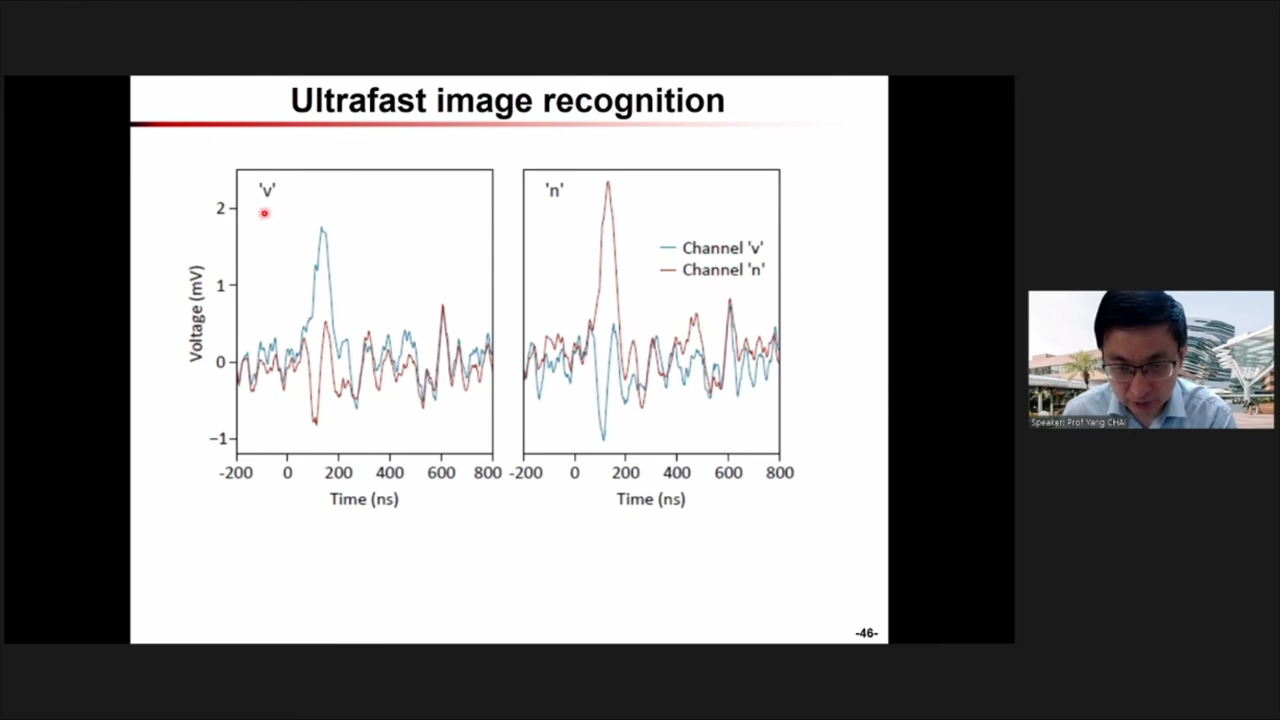 Ultrafast image recognition
'v'
'n'
2
1
0
−1
Voltage (mV)
Channel 'v'
Channel 'n'
-200 0 200 400 600 800
-200 0 200 400 600 800
Time (ns)
Time (ns)
-46-
Speaker: Prof Yang CHAI